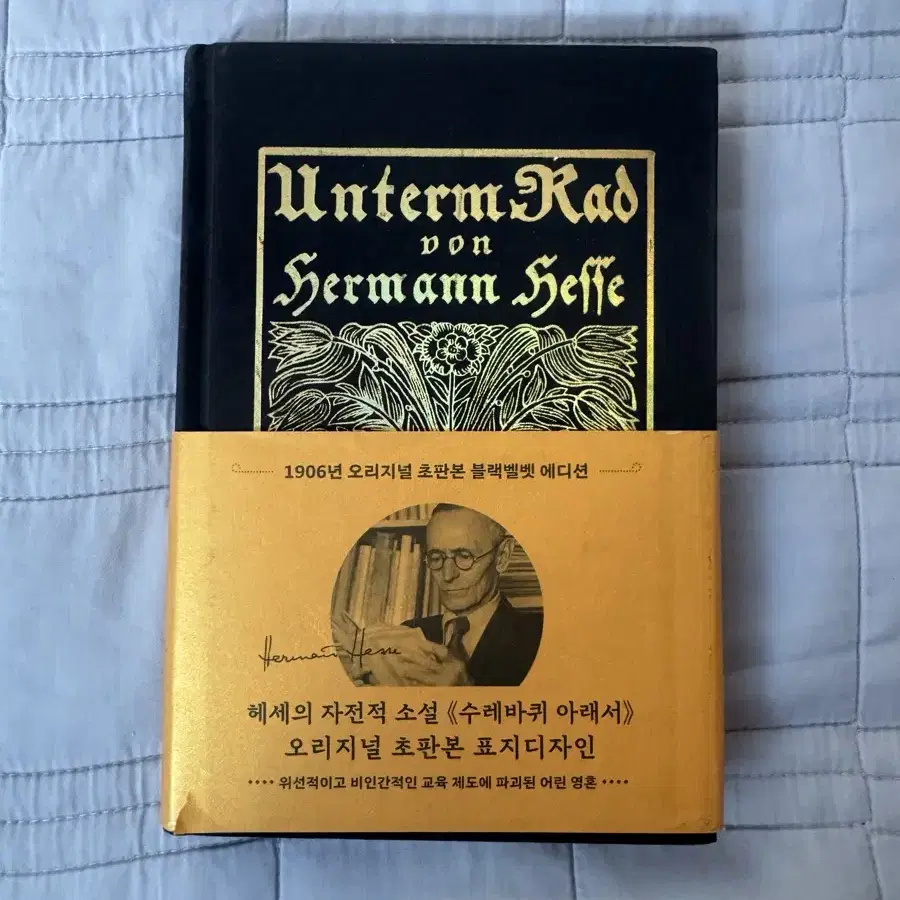 Unterm Rad
von
Hermann Hesse
1906년 오리지널 초판본 블랙벨벳 에디션
Hermann Hesse
헤세의 자전적 소설 《수레바퀴 아래서》
오리지널 초판본 표지디자인
•••• 위선적이고 비인간적인 교육 제도에 파괴된 어린 영혼 ••••